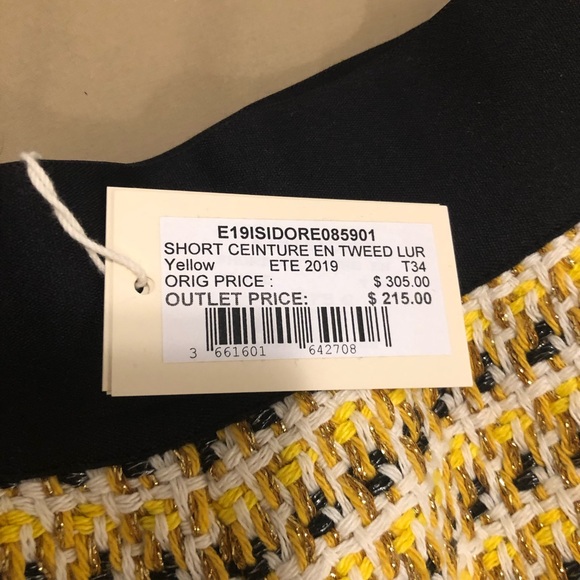 E19ISIDORE085901
SHORT CEINTURE EN TWEED LUR
Yellow ETE 2019 T34
ORIG PRICE : $ 305.00
OUTLET PRICE: $ 215.00
3 661601 642708